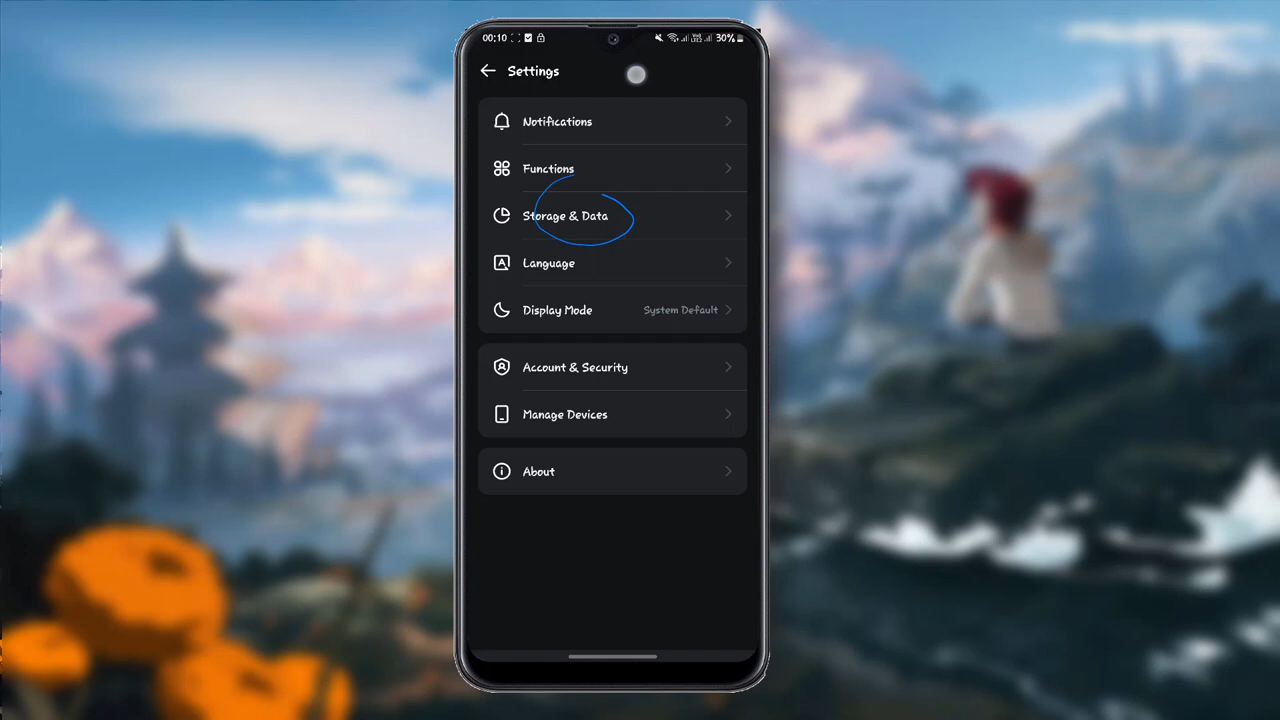 00:10 30%
Settings
Notifications
Functions
Storage & Data
Language
Display Mode System Default
Account & Security
Manage Devices
About